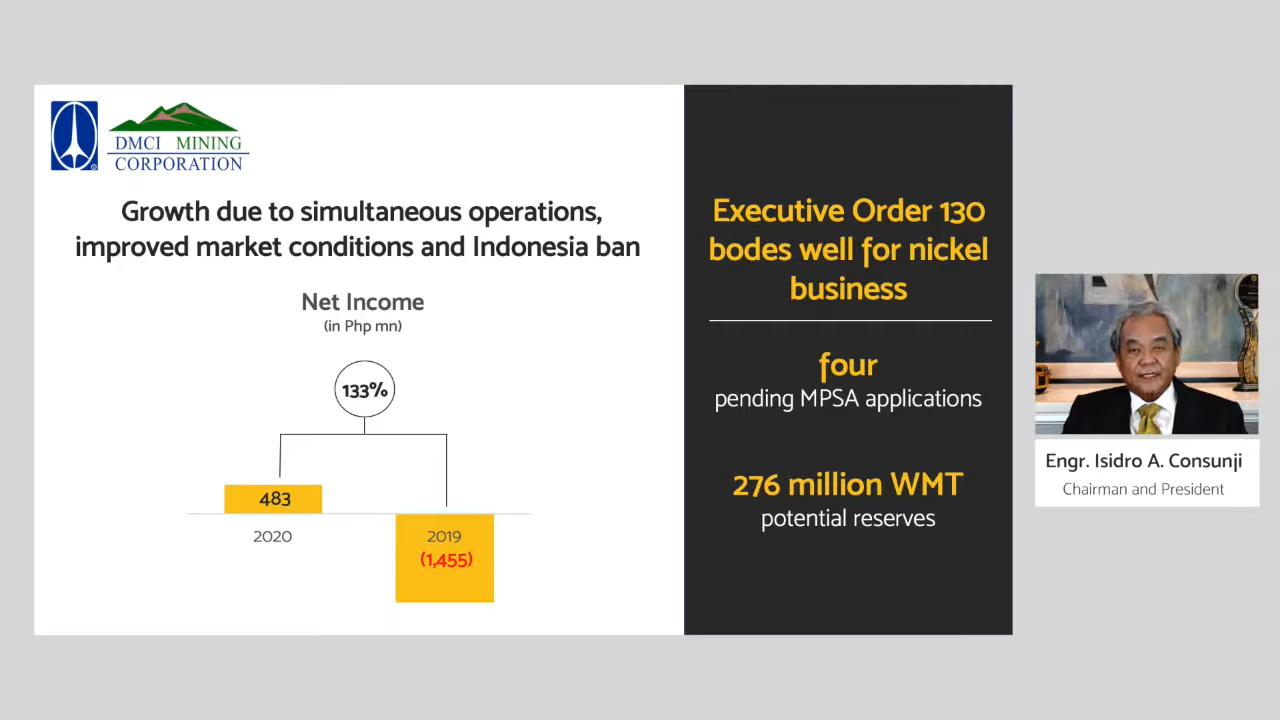 DMCI MINING
CORPORATION
Growth due to simultaneous operations,
improved market conditions and Indonesia ban
Net Income
(in Php mn)
133%
483
2020
2019
(1,455)
Executive Order 130
bodes well for nickel
business
four
pending MPSA applications
276 million WMT
potential reserves
Engr. Isidro A. Consunji
Chairman and President